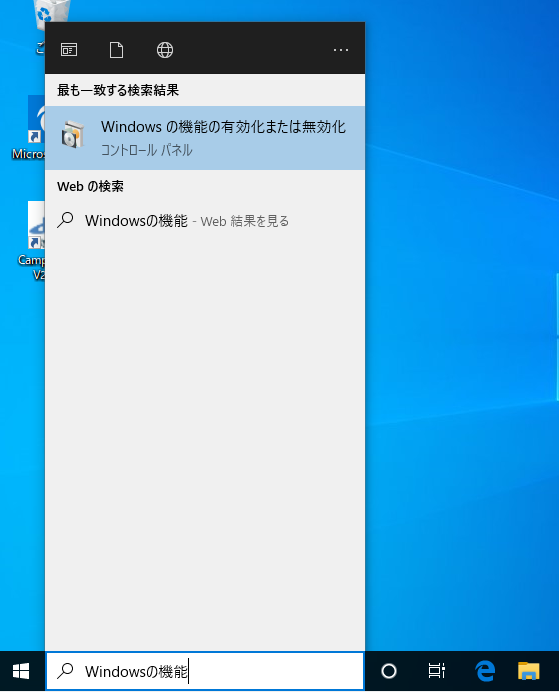 ご
Micros
Camp
V2
最も一致する検索結果
Windows の機能の有効化または無効化
コントロール パネル
Web の検索
Windowsの機能 - Web 結果を見る
Windowsの機能